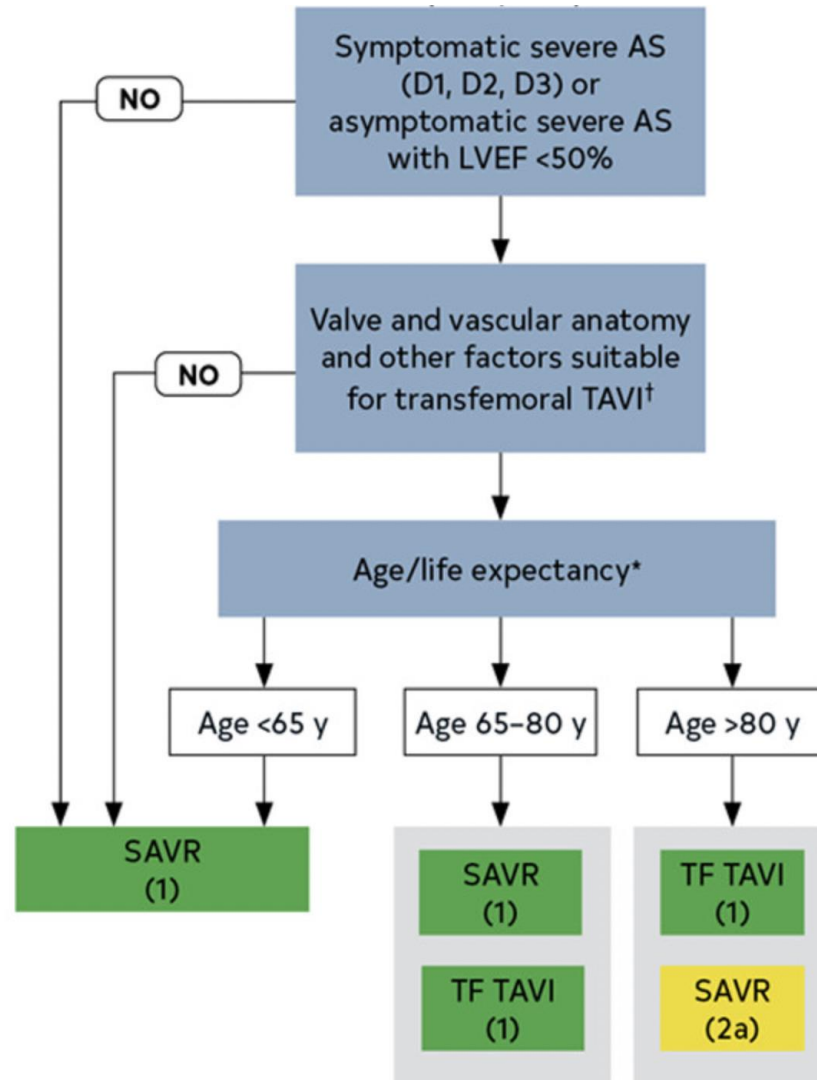 Symptomatic severe AS
(D1, D2, D3) or
asymptomatic severe AS
with LVEF <50%
NO
Valve and vascular anatomy
and other factors suitable
for transfemoral TAVI†
NO
Age/life expectancy*
Age <65 y
Age 65–80 y
Age >80 y
SAVR
(1)
SAVR
(1)
TF TAVI
(1)
TF TAVI
(1)
SAVR
(2a)